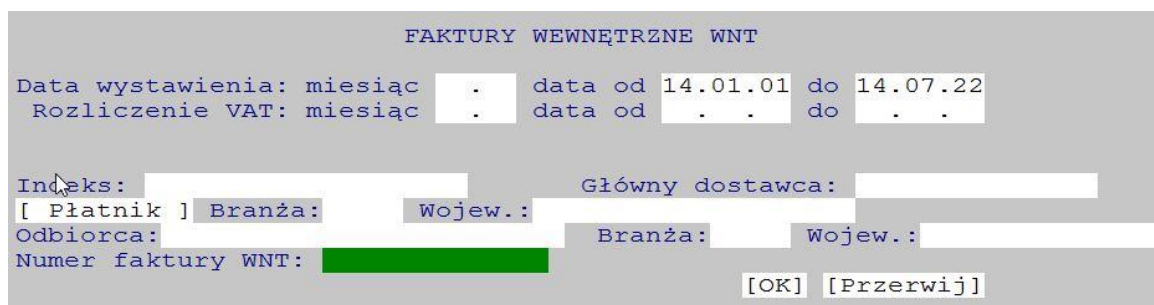 FAKTURY WEWNĘTRZNE WNT
Data wystawienia: miesiąc . data od 14.01.01 do 14.07.22
Rozliczenie VAT: miesiąc . data od . . do . .
Indeks: Główny dostawca:
[ Płatnik ] Branża: Wojew.:
Odbiorca: Branża: Wojew.:
Numer faktury WNT:
[OK] [Przerwij]